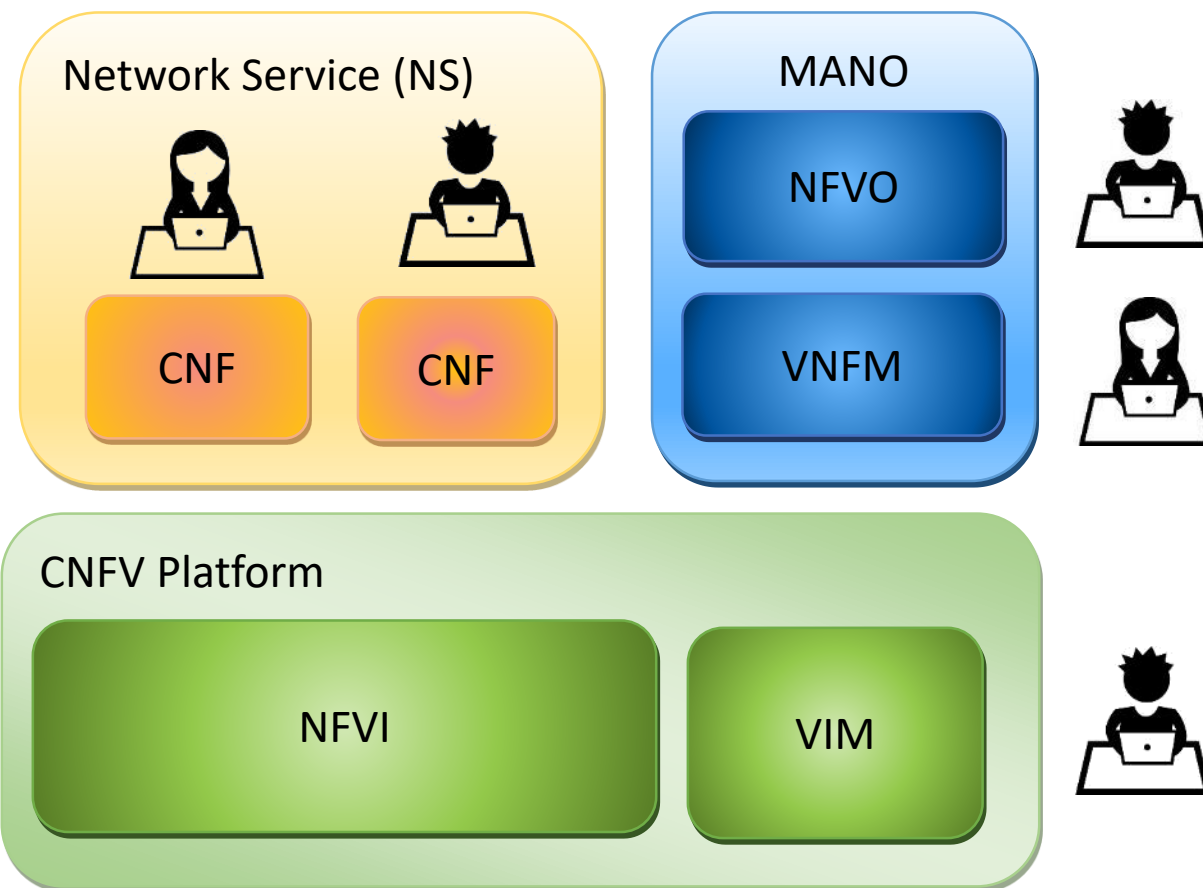 Network Service (NS)
CNF
CNF
MANO
NFVO
VNFM
CNFV Platform
NFVI
VIM